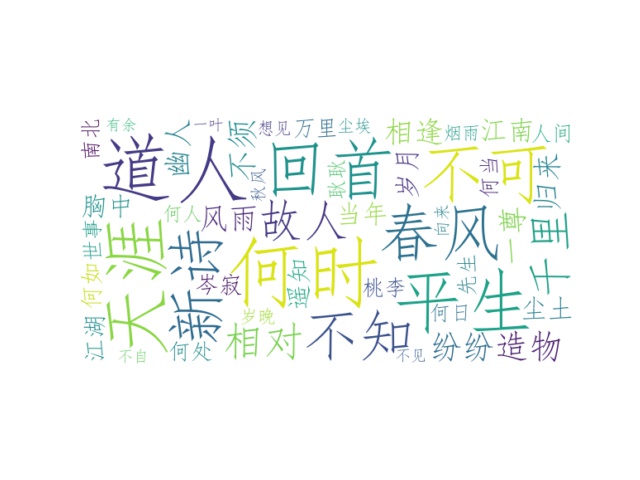 南北
有余
一叶
幽人
不须
想见
万里
尘埃
相逢
烟雨
江南
人间
道人
回首
耿耿
岁月
不可
何当
归来
秋风
胸中
何人
风雨
故人
当年
春风
向来
一尊
千里
世事
天涯
新诗
何时
遥知
岑寂
桃李
平生
先生
何如
江湖
岁晚
何日
尘土
不自
何处
相对
不知
不见
纷纷
造物